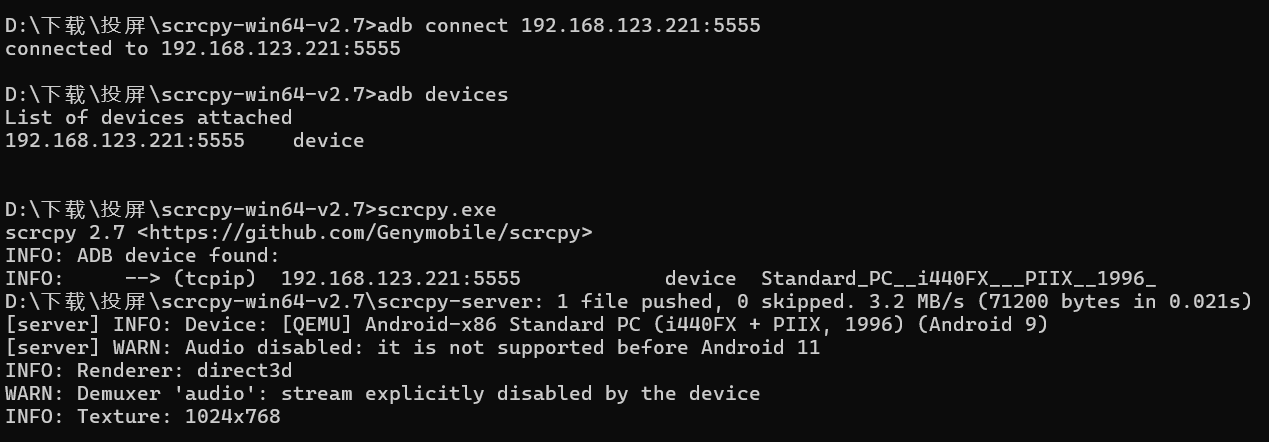 D:\下载\投屏\scrcpy-win64-v2.7>adb connect 192.168.123.221:5555
connected to 192.168.123.221:5555
D:\下载\投屏\scrcpy-win64-v2.7>adb devices
List of devices attached
192.168.123.221:5555    device
D:\下载\投屏\scrcpy-win64-v2.7>scrcpy.exe
scrcpy 2.7 <https://github.com/Genymobile/scrcpy>
INFO: ADB device found:
INFO:     --> (tcpip)  192.168.123.221:5555            device  Standard_PC__i440FX___PIIX__1996_
D:\下载\投屏\scrcpy-win64-v2.7\scrcpy-server: 1 file pushed, 0 skipped. 3.2 MB/s (71200 bytes in 0.021s)
[server] INFO: Device: [QEMU] Android-x86 Standard PC (i440FX + PIIX, 1996) (Android 9)
[server] WARN: Audio disabled: it is not supported before Android 11
INFO: Renderer: direct3d
WARN: Demuxer 'audio': stream explicitly disabled by the device
INFO: Texture: 1024x768